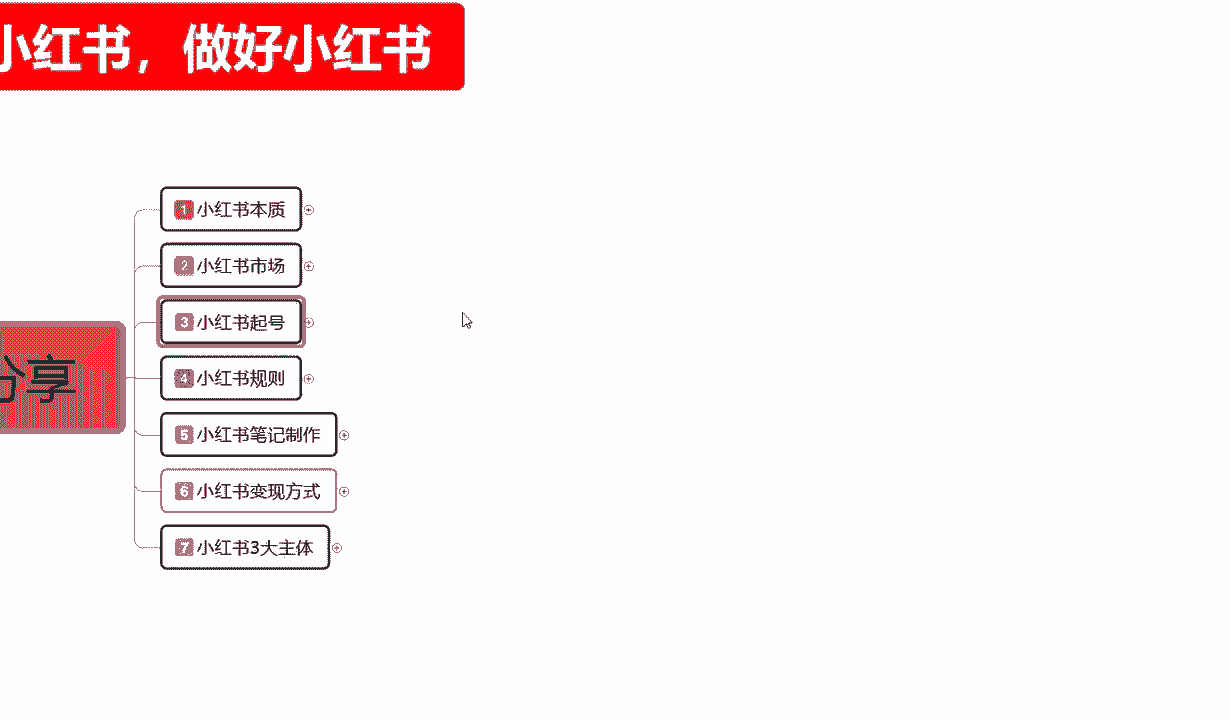 小红书，做好小红书
1 小红书本质
2 小红书市场
3 小红书起号
4 小红书规则
分享
5 小红书笔记制作
6 小红书变现方式
7 小红书3大主体